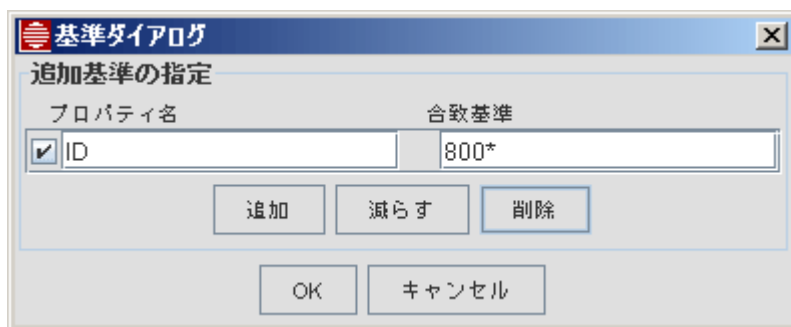 基準ダイアログ
追加基準の指定
プロパティ名 合致基準
ID 800*
追加 減らす 削除
OK キャンセル